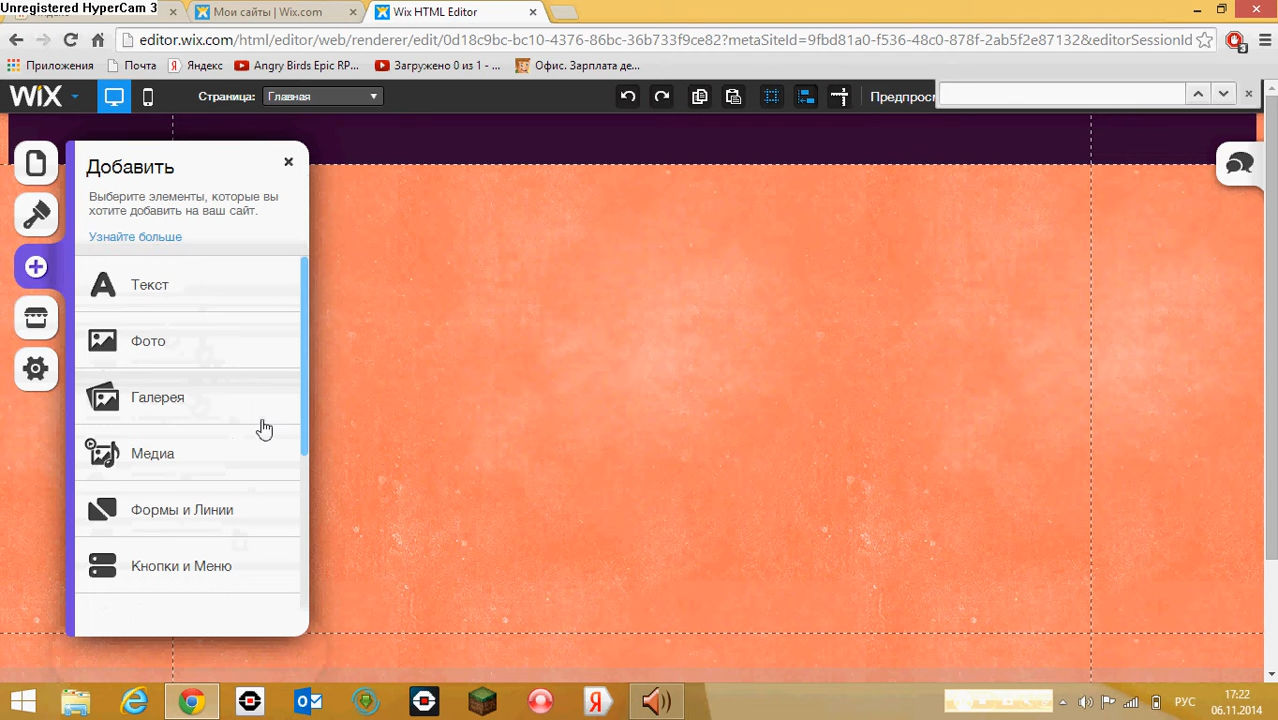 Unregistered HyperCam 3
Мои сайты | Wix.com
Wix HTML Editor
editor.wix.com/html/editor/web/renderer/edit/0d18c9bc-bc10-4376-86bc-36b733f9ce82?metaSiteId=9fbd81a0-f536-48c0-878f-2ab5f2e87132&editorSessionId
3
Приложения
Почта
Яндекс
Angry Birds Epic RP...
Загружено 0 из 1 - ...
Офис. Зарплата де...
WiX
Страница:
Главная
Предпрос
Добавить
Выберите элементы, которые вы
хотите добавить на ваш сайт.
Узнайте больше
Текст
Фото
Галерея
Медиа
Формы и Линии
Кнопки и Меню
РУС
17:22
06.11.2014